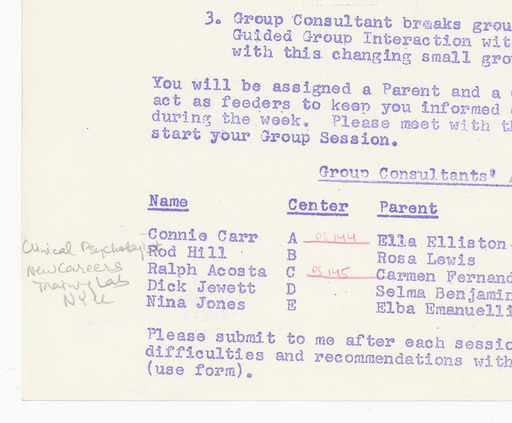 3. Group Consultant breaks grou
Guided Group Interaction wit
with this changing small gro
You will be assigned a Parent and a
act as feeders to keep you informed
during the week. Please meet with t
start your Group Session.
Group Consultants'
Name Center Parent
Connie Carr A PS 144 Ella Elliston
Rod Hill B Rosa Lewis
Ralph Acosta C PS 145 Carmen Fernand
Dick Jewett D Selma Benjamin
Nina Jones E Elba Emanuelli
Clinical Psychologist
New Careers
Training Lab
NYU
Please submit to me after each sessio
difficulties and recommendations with
(use form).